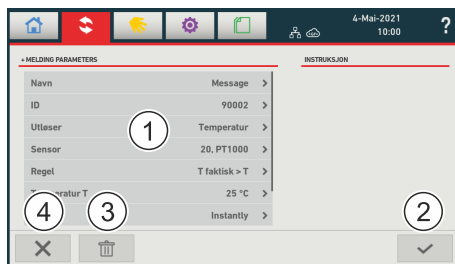 4-Mai-2021
10:00
?
MELDING PARAMETERS
INSTRUKSJON
Navn Message >
ID 90002 >
Utløser Temperatur >
Sensor 20, PT1000 >
Regel T faktisk > T >
Temperatur T 25 °C >
Instantly >
1
4
3
2